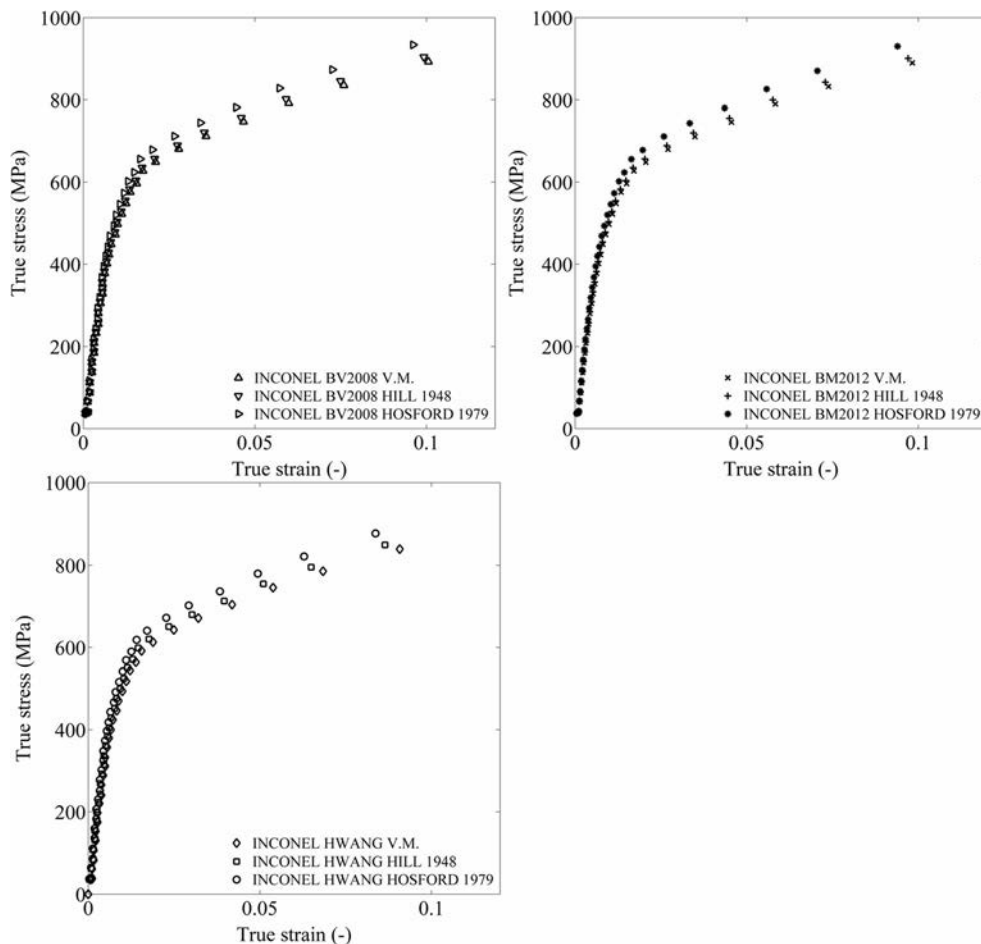 1000
800
600
400
200
0
True stress (MPa)
INCONEL BV2008 V.M.
INCONEL BV2008 HILL 1948
INCONEL BV2008 HOSFORD 1979
0
0.05
0.1
True strain (-)
1000
800
600
400
200
0
True stress (MPa)
INCONEL BM2012 V.M.
INCONEL BM2012 HILL 1948
INCONEL BM2012 HOSFORD 1979
0
0.05
0.1
True strain (-)
1000
800
600
400
200
0
True stress (MPa)
INCONEL HWANG V.M.
INCONEL HWANG HILL 1948
INCONEL HWANG HOSFORD 1979
0
0.05
0.1
True strain (-)